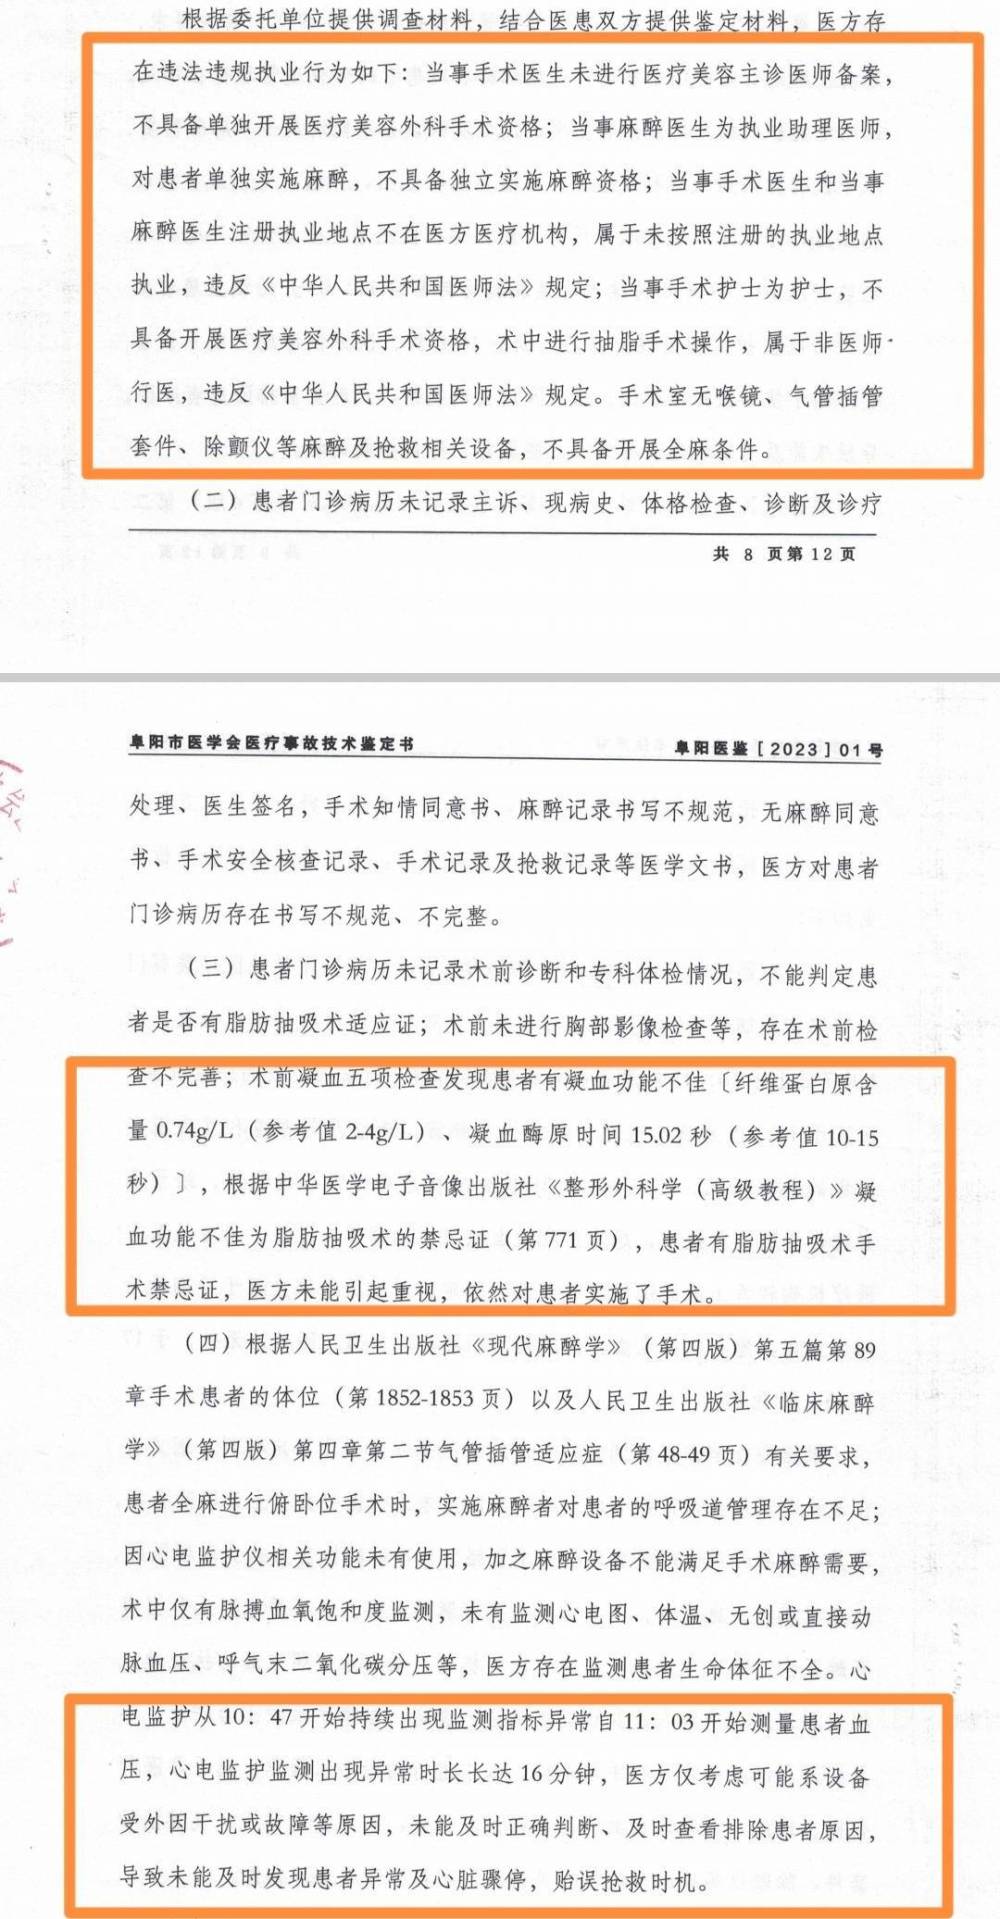 根据委托单位提供调查材料，结合医患双方提供鉴定材料，医方存
在违法违规执业行为如下：当事手术医生未进行医疗美容主诊医师备案，
不具备单独开展医疗美容外科手术资格；当事麻醉医生为执业助理医师，
对患者单独实施麻醉，不具备独立实施麻醉资格；当事手术医生和当事
麻醉医生注册执业地点不在医方医疗机构，属于未按照注册的执业地点
执业，违反《中华人民共和国医师法》规定；当事手术护士为护士，不
具备开展医疗美容外科手术资格，术中进行抽脂手术操作，属于非医师
行医，违反《中华人民共和国医师法》规定。手术室无喉镜、气管插管
套件、除颤仪等麻醉及抢救相关设备，不具备开展全麻条件。
（二）患者门诊病历未记录主诉、现病史、体格检查、诊断及诊疗
共 8 页第12页
阜阳市医学会医疗事故技术鉴定书 阜阳医鉴［2023］01号
处理、医生签名，手术知情同意书、麻醉记录书写不规范，无麻醉同意
书、手术安全核查记录、手术记录及抢救记录等医学文书，医方对患者
门诊病历存在书写不规范、不完整。
（三）患者门诊病历未记录术前诊断和专科体检情况，不能判定患
者是否有脂肪抽吸术适应证；术前未进行胸部影像检查等，存在术前检
查不完善；术前凝血五项检查发现患者有凝血功能不佳〔纤维蛋白原含
量0.74g/L（参考值2-4g/L）、凝血酶原时间15.02秒（参考值10-15
秒）〕，根据中华医学电子音像出版社《整形外科学（高级教程）》凝
血功能不佳为脂肪抽吸术的禁忌证（第771页），患者有脂肪抽吸术手
术禁忌证，医方未能引起重视，依然对患者实施了手术。
（四）根据人民卫生出版社《现代麻醉学》（第四版）第五篇第89
章手术患者的体位（第1852-1853页）以及人民卫生出版社《临床麻醉
学》（第四版）第四章第二节气管插管适应症（第48-49页）有关要求，
患者全麻进行俯卧位手术时，实施麻醉者对患者的呼吸道管理存在不足；
因心电监护仪相关功能未有使用，加之麻醉设备不能满足手术麻醉需要，
术中仅有脉搏血氧饱和度监测，未有监测心电图、体温、无创或直接动
脉血压、呼气末二氧化碳分压等，医方存在监测患者生命体征不全。心
电监护从10：47开始持续出现监测指标异常自11：03开始测量患者血
压，心电监护监测出现异常时长长达16分钟，医方仅考虑可能系设备
受外因干扰或故障等原因，未能及时正确判断、及时查看排除患者原因，
导致未能及时发现患者异常及心脏骤停，贻误抢救时机。